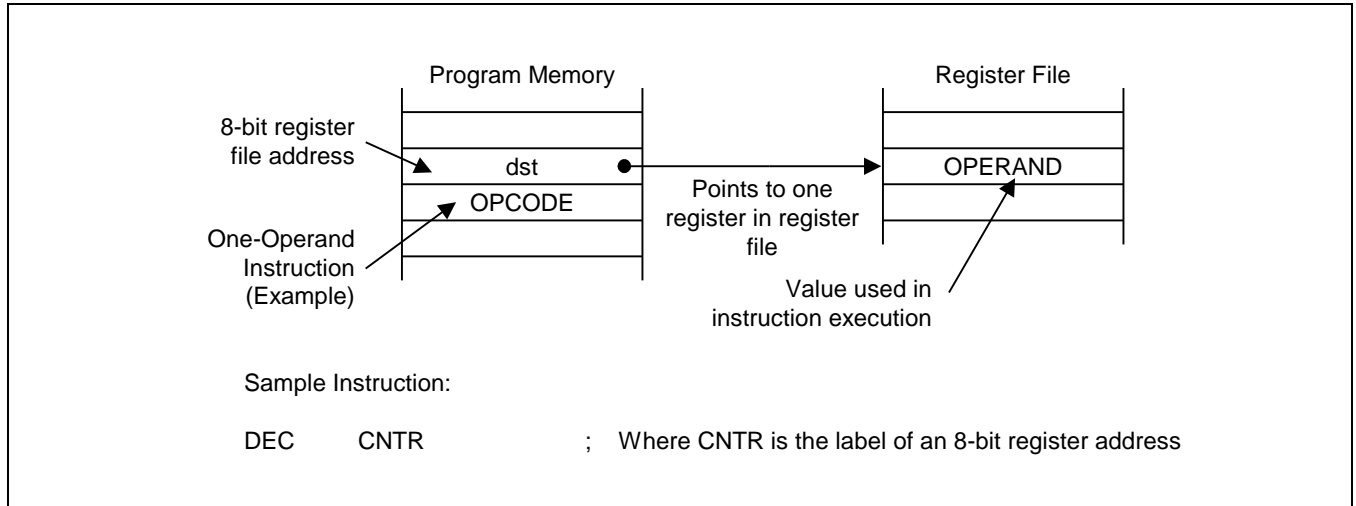 Program Memory
Register File
8-bit register
file address
dst
OPERAND
OPCODE
Points to one
register in register
file
One-Operand
Instruction
(Example)
Value used in
instruction execution
Sample Instruction:
DEC CNTR ; Where CNTR is the label of an 8-bit register address